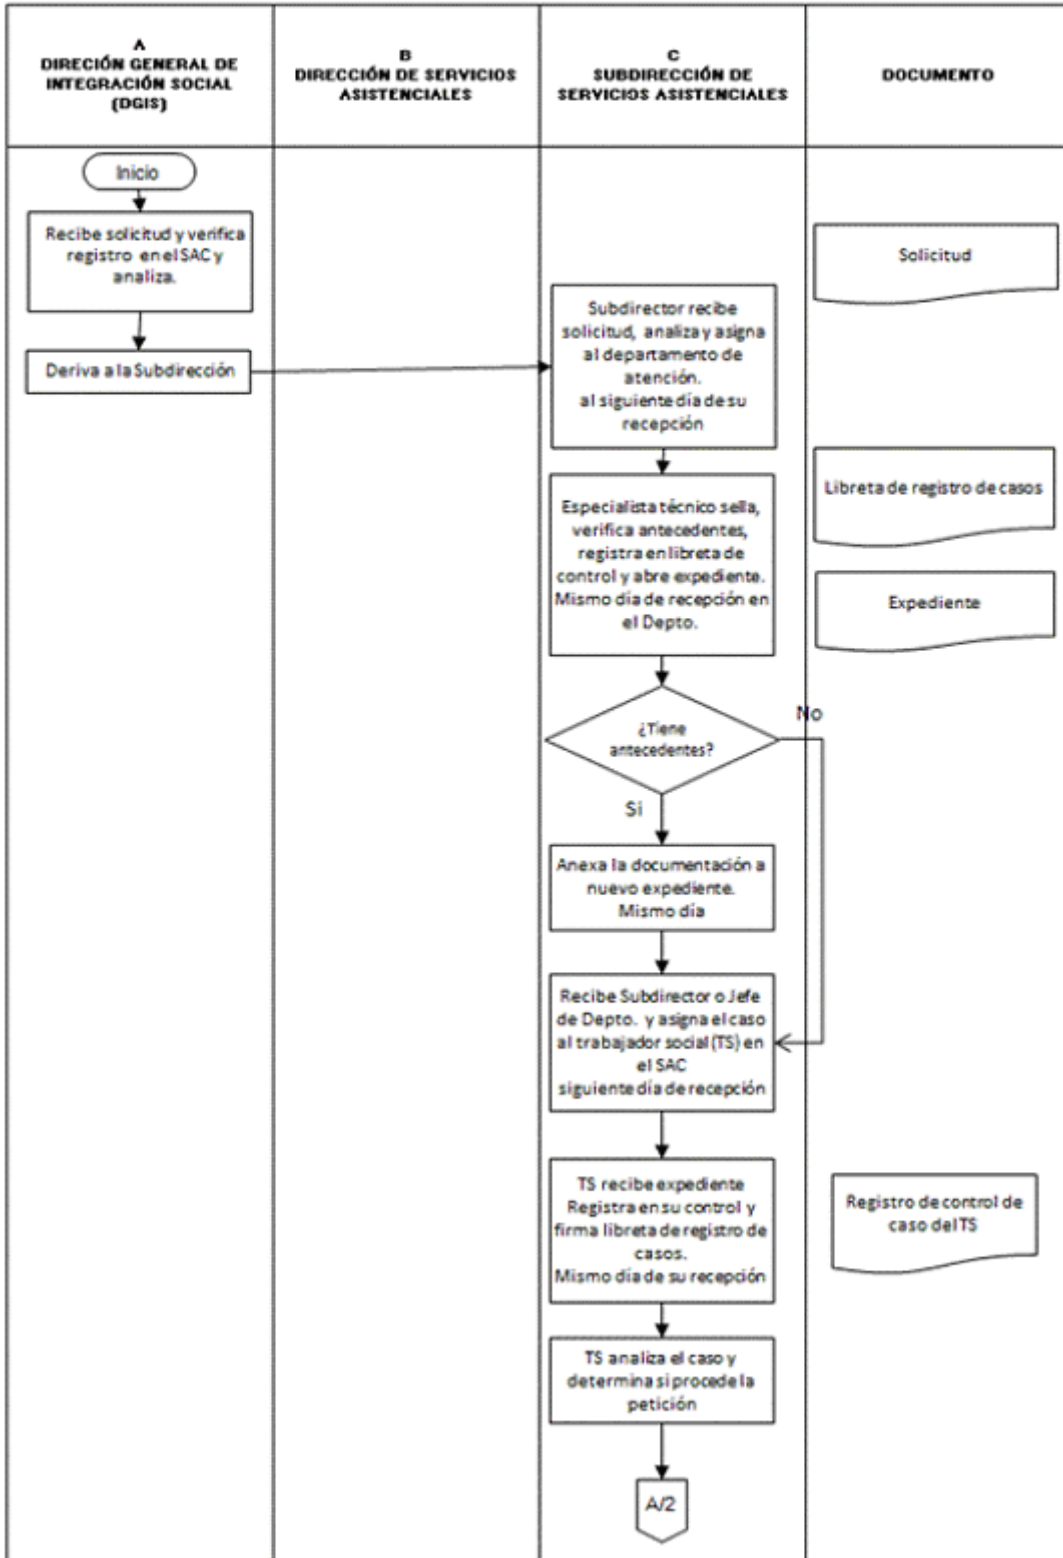 A
DIRECIÓN GENERAL DE
INTEGRACIÓN SOCIAL
(DGIS)
B
DIRECCIÓN DE SERVICIOS
ASISTENCIALES
C
SUBDIRECCIÓN DE
SERVICIOS ASISTENCIALES
DOCUMENTO
Inicio
Recibe solicitud y verifica
registro en el SAC y
analiza.
Solicitud
Deriva a la Subdirección
Subdirector recibe
solicitud, analiza y asigna
al departamento de
atención.
al siguiente día de su
recepción
Especialista técnico sella,
verifica antecedentes,
registra en libreta de
control y abre expediente.
Mismo día de recepción en
el Depto.
Libreta de registro de casos
Expediente
¿Tiene
antecedentes?
No
Si
Anexa la documentación a
nuevo expediente.
Mismo día
Recibe Subdirector o Jefe
de Depto. y asigna el caso
al trabajador social (TS) en
el SAC
siguiente día de recepción
TS recibe expediente
Registra en su control y
firma libreta de registro de
casos.
Mismo día de su recepción
Registro de control de
caso del TS
TS analiza el caso y
determina si procede la
petición
A/2